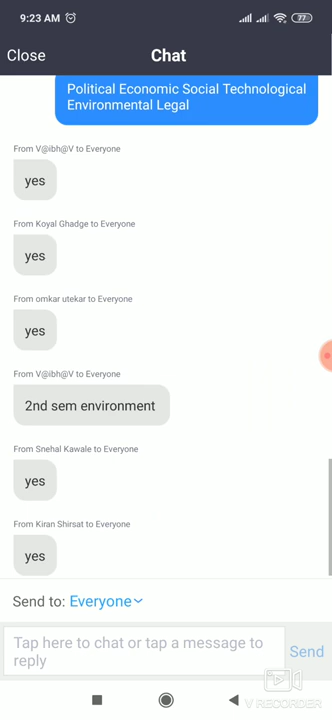 9:23 AM
77
Close
Chat
Political Economic Social Technological
Environmental Legal
From V@ibh@V to Everyone
yes
From Koyal Ghadge to Everyone
yes
From omkar utekar to Everyone
yes
From V@ibh@V to Everyone
2nd sem environment
From Snehal Kawale to Everyone
yes
From Kiran Shirsat to Everyone
yes
Send to: Everyone
Tap here to chat or tap a message to
reply
Send
V RECORDER